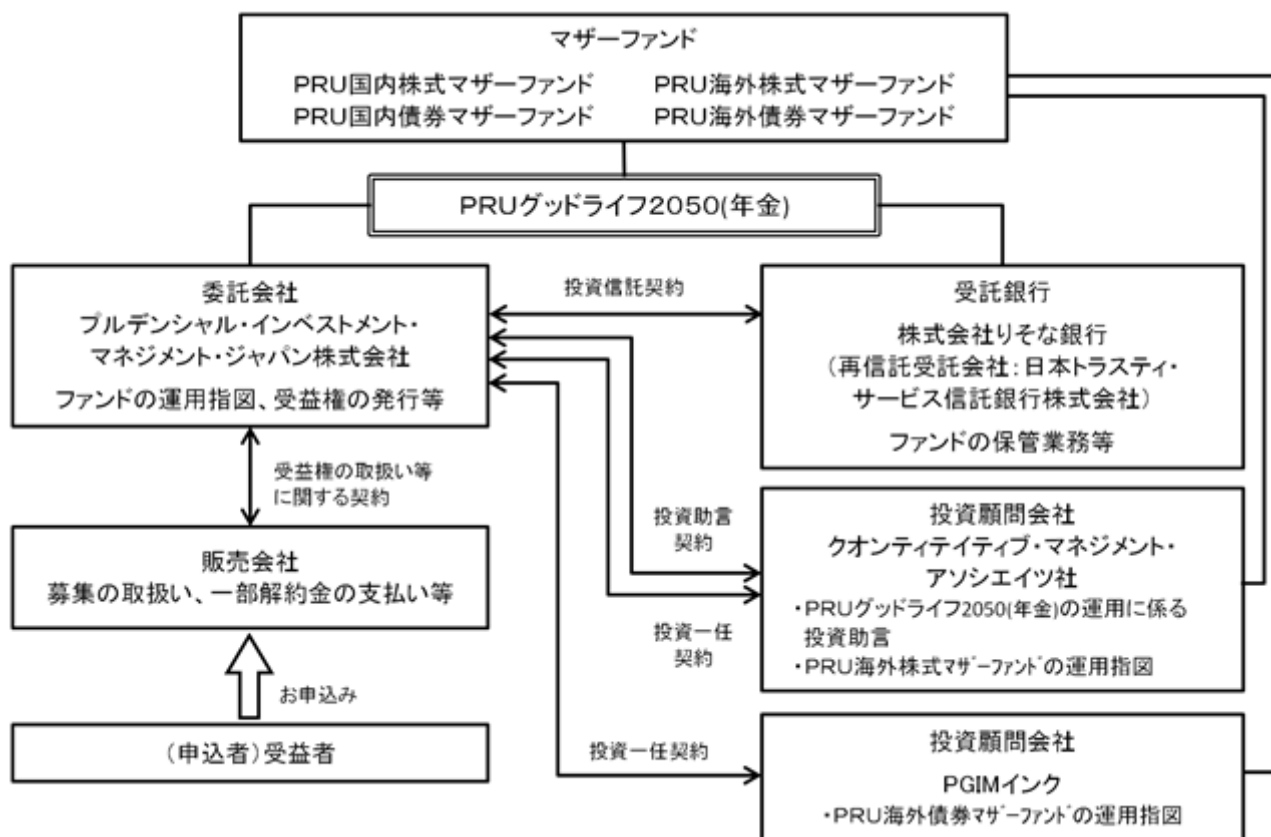 マザーファンド
PRU国内株式マザーファンド　PRU海外株式マザーファンド
PRU国内債券マザーファンド　PRU海外債券マザーファンド
PRUグッドライフ2050(年金)
委託会社
プルデンシャル・インベストメント・
マネジメント・ジャパン株式会社
ファンドの運用指図、受益権の発行等
投資信託契約
受託銀行
株式会社りそな銀行
（再信託受託会社：日本トラスティ・
サービス信託銀行株式会社）
ファンドの保管業務等
受益権の取扱い等
に関する契約
販売会社
募集の取扱い、一部解約金の支払い等
お申込み
（申込者）受益者
投資助言
契約
投資一任
契約
投資顧問会社
クオンティテイティブ・マネジメント・
アソシエイツ社
・PRUグッドライフ2050(年金)の運用に係る
投資助言
・PRU海外株式ﾏｻﾞｰﾌｧﾝﾄﾞの運用指図
投資一任契約
投資顧問会社
PGIMインク
・PRU海外債券ﾏｻﾞｰﾌｧﾝﾄﾞの運用指図